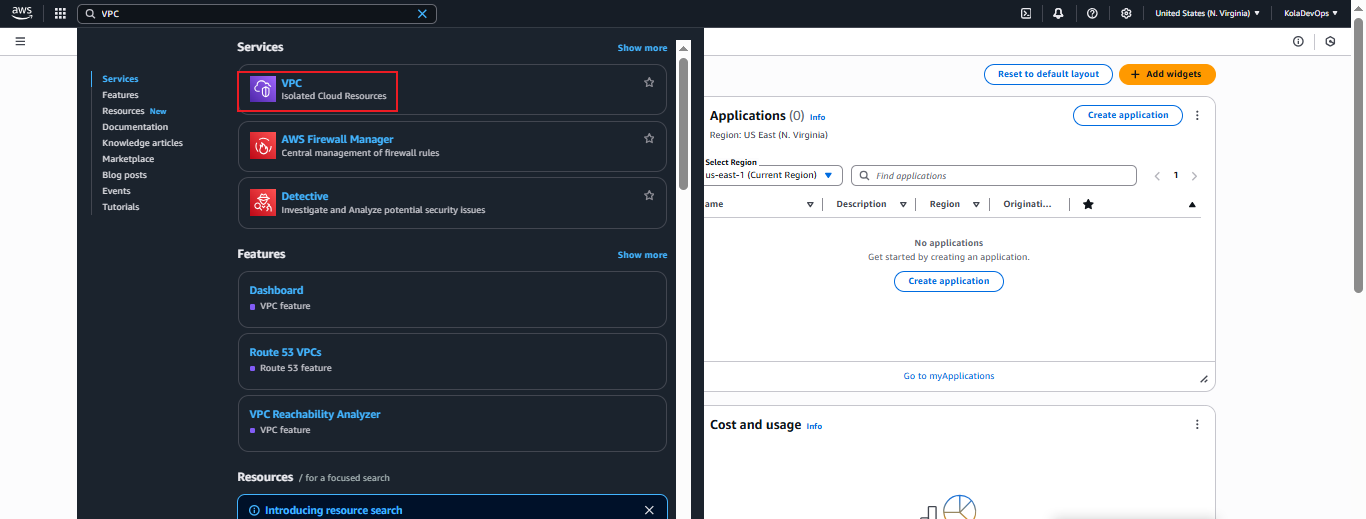 aws
VPC
United States (N. Virginia)
KolaDevOps
Services
Features
Resources New
Documentation
Knowledge articles
Marketplace
Blog posts
Events
Tutorials
Services
Show more
VPC
Isolated Cloud Resources
AWS Firewall Manager
Central management of firewall rules
Detective
Investigate and Analyze potential security issues
Features
Show more
Dashboard
VPC feature
Route 53 VPCs
Route 53 feature
VPC Reachability Analyzer
VPC feature
Resources / for a focused search
Introducing resource search
Reset to default layout
+ Add widgets
Applications (0) Info
Create application
Region: US East (N. Virginia)
Select Region
us-east-1 (Current Region)
Find applications
1
ame
Description
Region
Originati...
No applications
Get started by creating an application.
Create application
Go to myApplications
Cost and usage Info